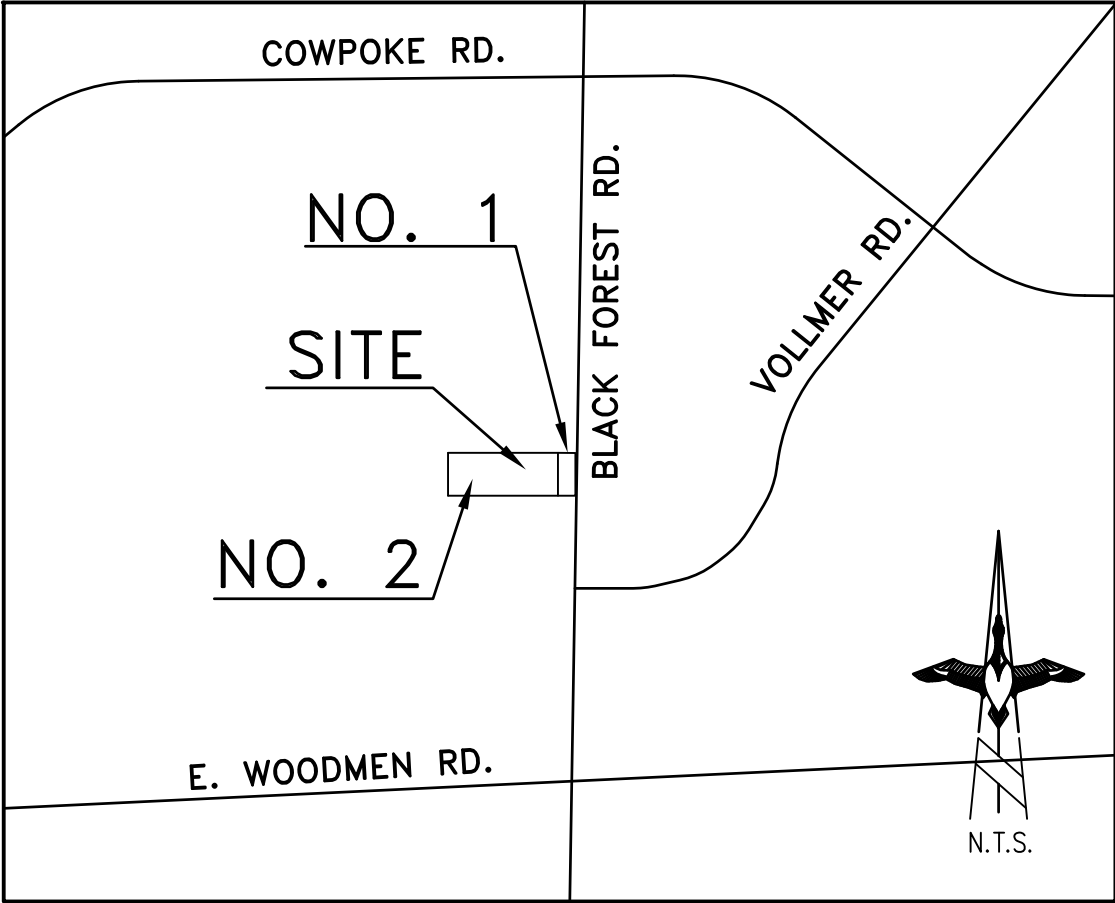 COWPOKE RD.
NO. 1
BLACK FOREST RD.
VOLLMER RD.
SITE
NO. 2
E. WOODMEN RD.
N.T.S.